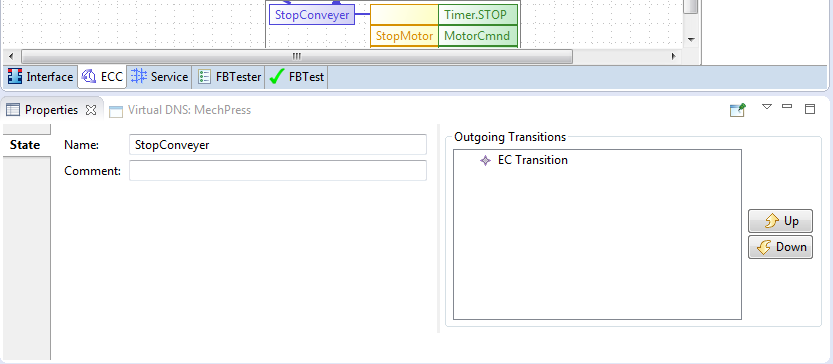 StopConveyer Timer.STOP
StopMotor MotorCmnd
Interface ECC Service FBTester FBTest
Properties Virtual DNS: MechPress
State Name: StopConveyer
Comment:
Outgoing Transitions
EC Transition
Up
Down